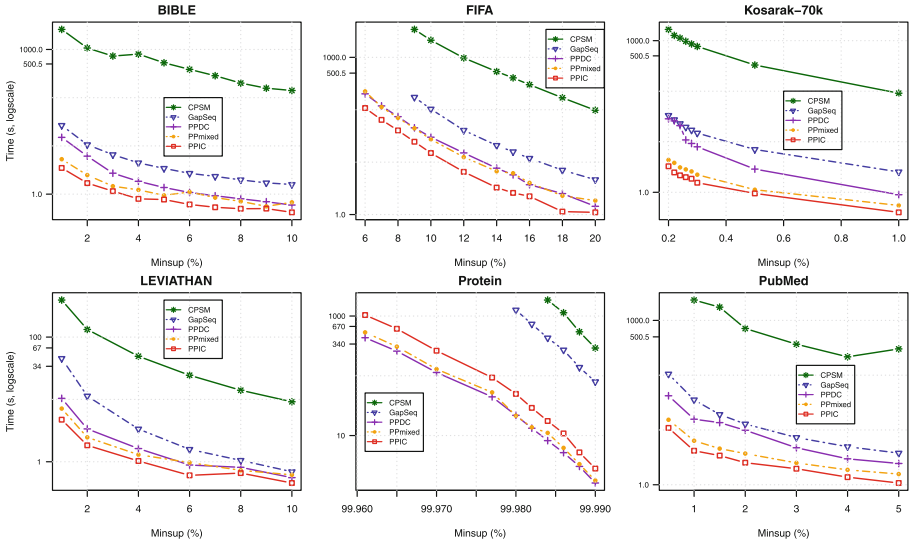 BIBLE
FIFA
Kosarak−70k
Time (s, logscale)
1000.0
500.5
1.0
CPSM
GapSeq
PPDC
PPmixed
PPIC
2 4 6 8 10
Minsup (%)
1000.0
500.5
1.0
CPSM
GapSeq
PPDC
PPmixed
PPIC
6 8 10 12 14 16 18 20
Minsup (%)
1000.0
500.5
1.0
CPSM
GapSeq
PPDC
PPmixed
PPIC
0.2 0.4 0.6 0.8 1.0
Minsup (%)
LEVIATHAN
Protein
PubMed
Time (s, logscale)
100
67
34
1
CPSM
GapSeq
PPDC
PPmixed
PPIC
2 4 6 8 10
Minsup (%)
1000
670
340
10
CPSM
GapSeq
PPDC
PPmixed
PPIC
99.960 99.970 99.980 99.990
Minsup (%)
1000.0
500.5
1.0
CPSM
GapSeq
PPDC
PPmixed
PPIC
1 2 3 4 5
Minsup (%)